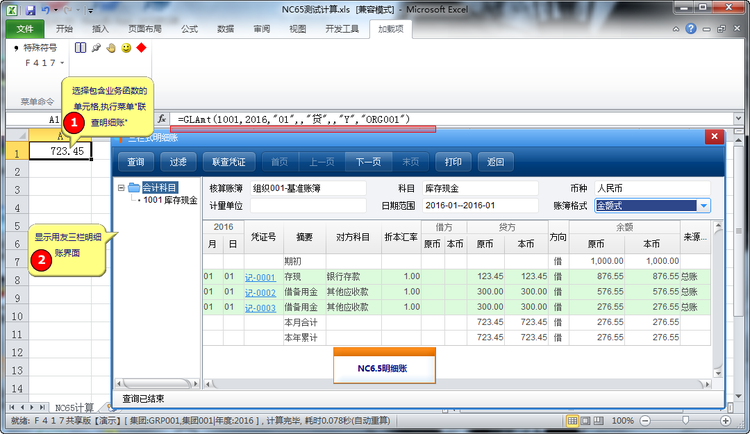 NC65测试计算.xls [兼容模式] - Microsoft Excel
文件 开始 插入 页面布局 公式 数据 审阅 视图 开发工具 加载项
特殊符号
F417
菜单命令
选择包含业务函数的单元格,执行菜单"联查明细账"
1
A1
fx =GLAmt(1001,2016,"01",,"贷",,"Y","ORG001")
1 723.45
2
3
4
5
6
7
8
9
10
11
12
13
14
三栏式明细账
查询 过滤 联查凭证 首页 上一页 下一页 末页 打印 返回
会计科目
1001 库存现金
核算账簿 组织001-基准账簿 科目 库存现金 币种 人民币
计量单位 日期范围 2016-01--2016-01 账簿格式 金额式
显示用友三栏明细账界面
2
2016 凭证号 摘要 对方科目 折本汇率 借方 贷方 方向 余额 来源...
月 日 原币 本币 原币 本币 原币 本币
期初 借 1,000.00 1,000.00
01 01 记-0001 存现 银行存款 1.00 123.45 123.45 借 876.55 876.55 总账
01 01 记-0002 借备用金 其他应收款 1.00 300.00 300.00 借 576.55 576.55 总账
01 01 记-0003 借备用金 其他应收款 1.00 300.00 300.00 借 276.55 276.55 总账
本月合计 723.45 723.45 借 276.55 276.55
本年累计 723.45 723.45 借 276.55 276.55
NC6.5明细账
查询已结束
NC65计算
就绪: F417共享版【演示】[ 集团:GRP001,集团001|年度:2016 ] , 计算完毕, 耗时0.078秒(自动重算) 100%